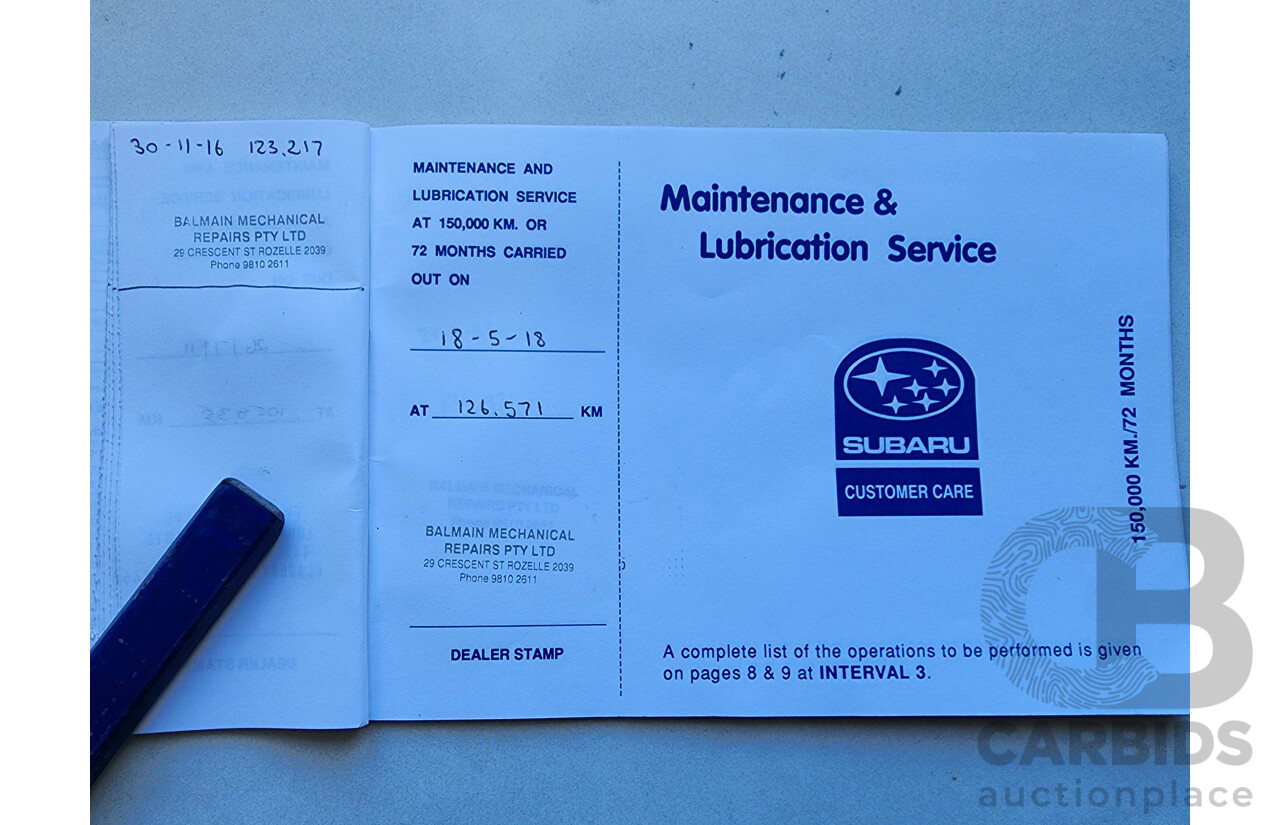 30-11-16 123,217
BALMAIN MECHANICAL
REPAIRS PTY LTD
29 CRESCENT ST ROZELLE 2039
Phone 9810 2611
MAINTENANCE AND
LUBRICATION SERVICE
AT 150,000 KM. OR
72 MONTHS CARRIED
OUT ON
18-5-18
AT 126.571 KM
BALMAIN MECHANICAL
REPAIRS PTY LTD
29 CRESCENT ST ROZELLE 2039
Phone 9810 2611
DEALER STAMP
Maintenance &
Lubrication Service
SUBARU
CUSTOMER CARE
150,000 KM./72 MONTHS
A complete list of the operations to be performed is given
on pages 8 & 9 at INTERVAL 3.
CB
CARBIDS
auctionplace